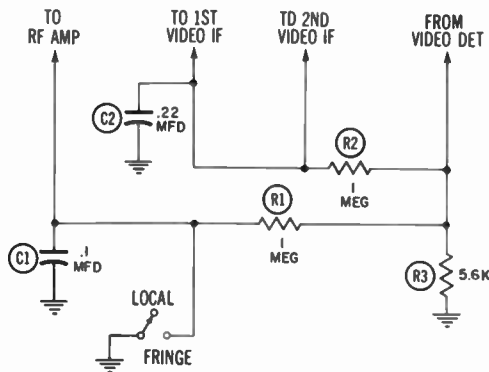 TO
RF AMP
TO 1ST
VIDEO IF
TD 2ND
VIDEO IF
FROM
VIDEO DET
C2
.22
MFD
R2
1
MEG
R1
1
MEG
C1
.1
MFD
R3
5.6K
LOCAL
FRINGE